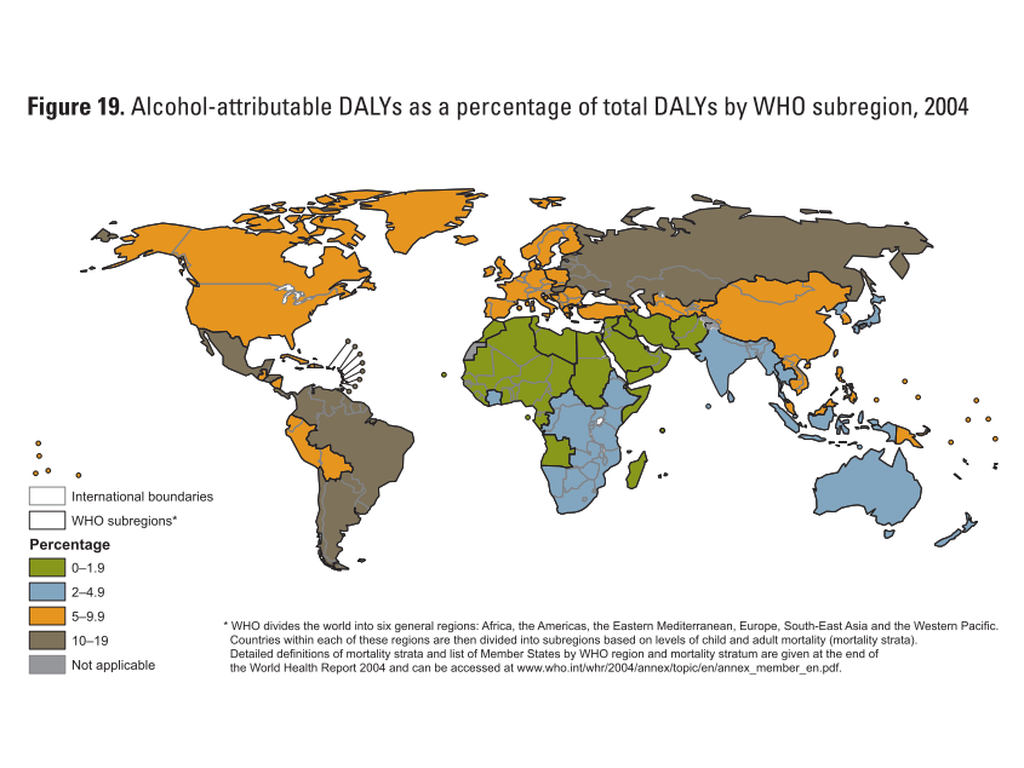 Figure 19. Alcohol-attributable DALYs as a percentage of total DALYs by WHO subregion, 2004
International boundaries
WHO subregions*
Percentage
0–1.9
2–4.9
5–9.9
10–19
Not applicable
* WHO divides the world into six general regions: Africa, the Americas, the Eastern Mediterranean, Europe, South-East Asia and the Western Pacific.
Countries within each of these regions are then divided into subregions based on levels of child and adult mortality (mortality strata).
Detailed definitions of mortality strata and list of Member States by WHO region and mortality stratum are given at the end of
the World Health Report 2004 and can be accessed at www.who.int/whr/2004/annex/topic/en/annex_member_en.pdf.